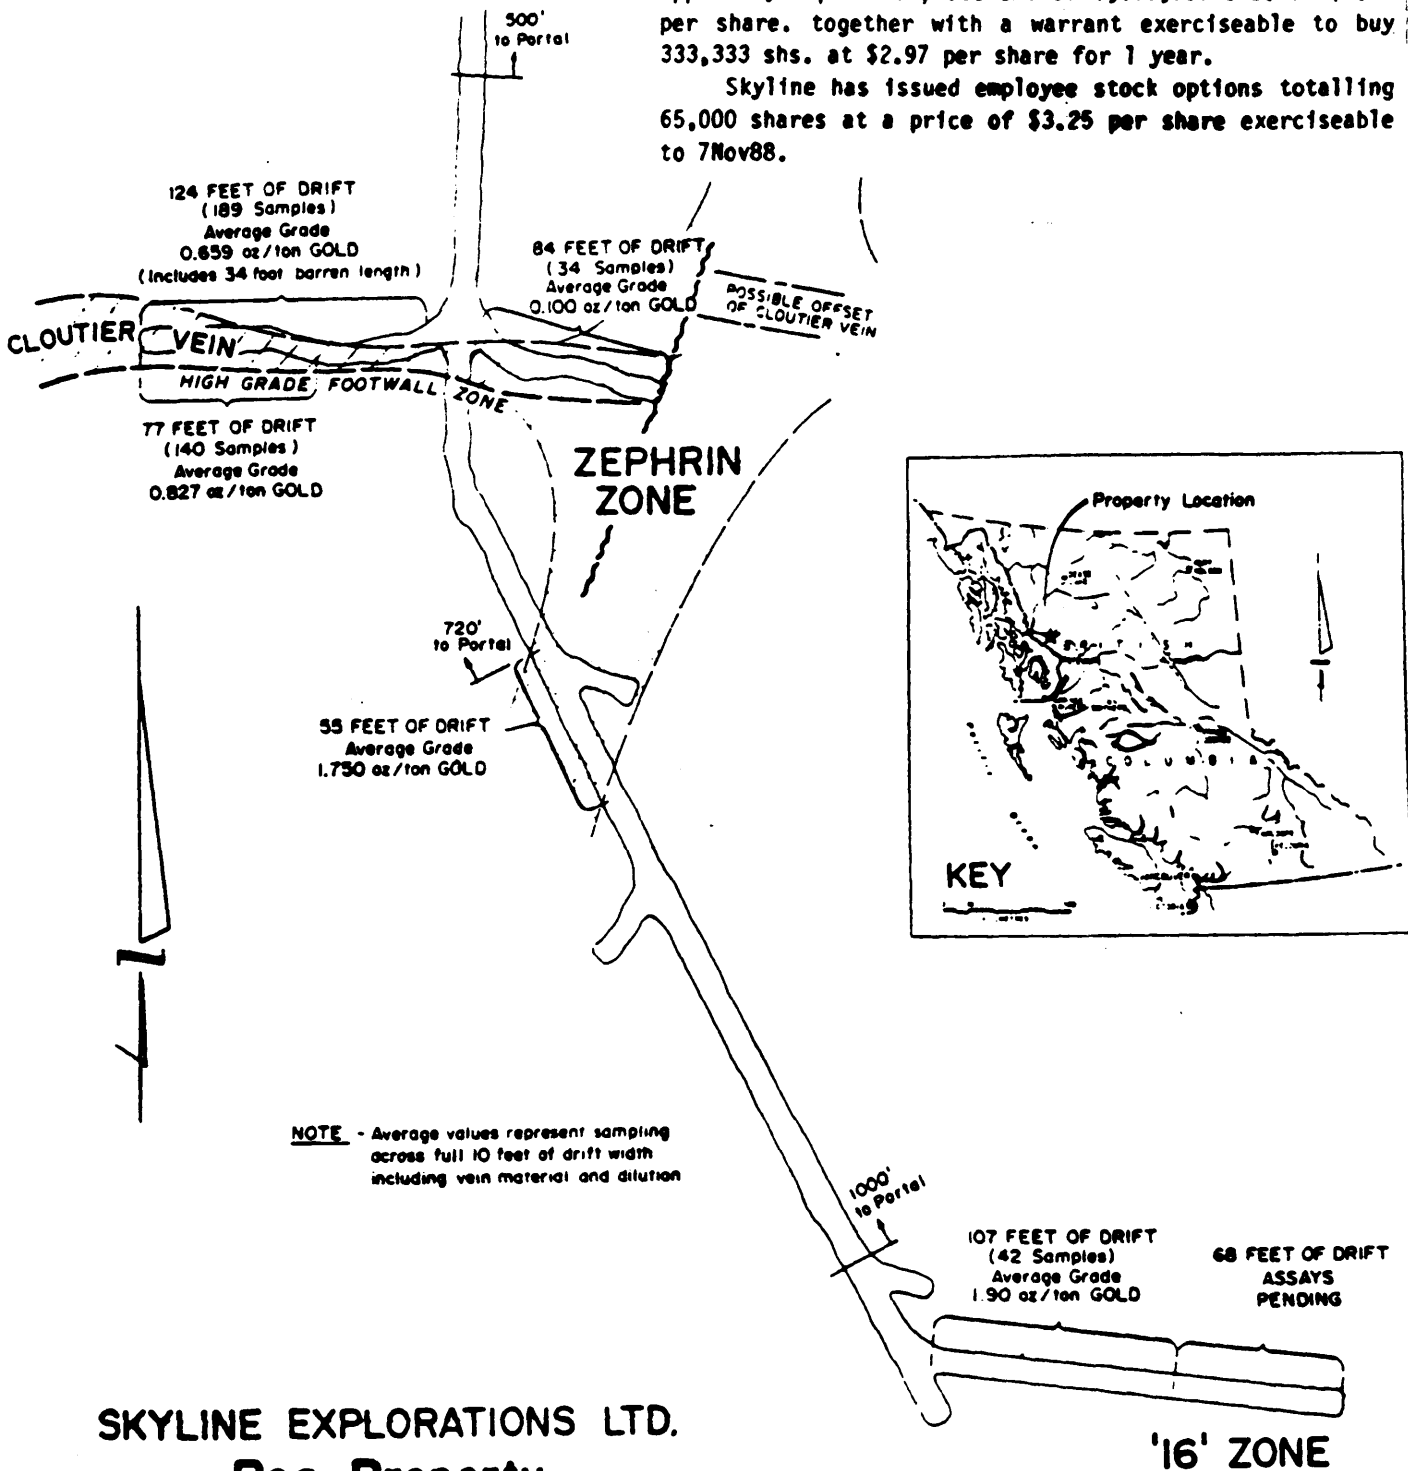 per share. together with a warrant exerciseable to buy
333,333 shs. at $2.97 per share for 1 year.
Skyline has issued employee stock options totalling
65,000 shares at a price of $3.25 per share exerciseable
to 7Nov88.
500'
to Portal
124 FEET OF DRIFT
(189 Samples)
Average Grade
0.659 oz/ton GOLD
(Includes 34 foot barren length)
84 FEET OF DRIFT
(34 Samples)
Average Grade
0.100 oz/ton GOLD
POSSIBLE OFFSET
OF CLOUTIER VEIN
CLOUTIER VEIN
HIGH GRADE FOOTWALL ZONE
77 FEET OF DRIFT
(140 Samples)
Average Grade
0.827 oz/ton GOLD
ZEPHRIN
ZONE
Property Location
BRITISH
COLUMBIA
KEY
720'
to Portal
55 FEET OF DRIFT
Average Grade
1.750 oz/ton GOLD
NOTE - Average values represent sampling
across full 10 feet of drift width
including vein material and dilution
1000'
to Portal
107 FEET OF DRIFT
(42 Samples)
Average Grade
1.90 oz/ton GOLD
68 FEET OF DRIFT
ASSAYS
PENDING
SKYLINE EXPLORATIONS LTD.
'16' ZONE